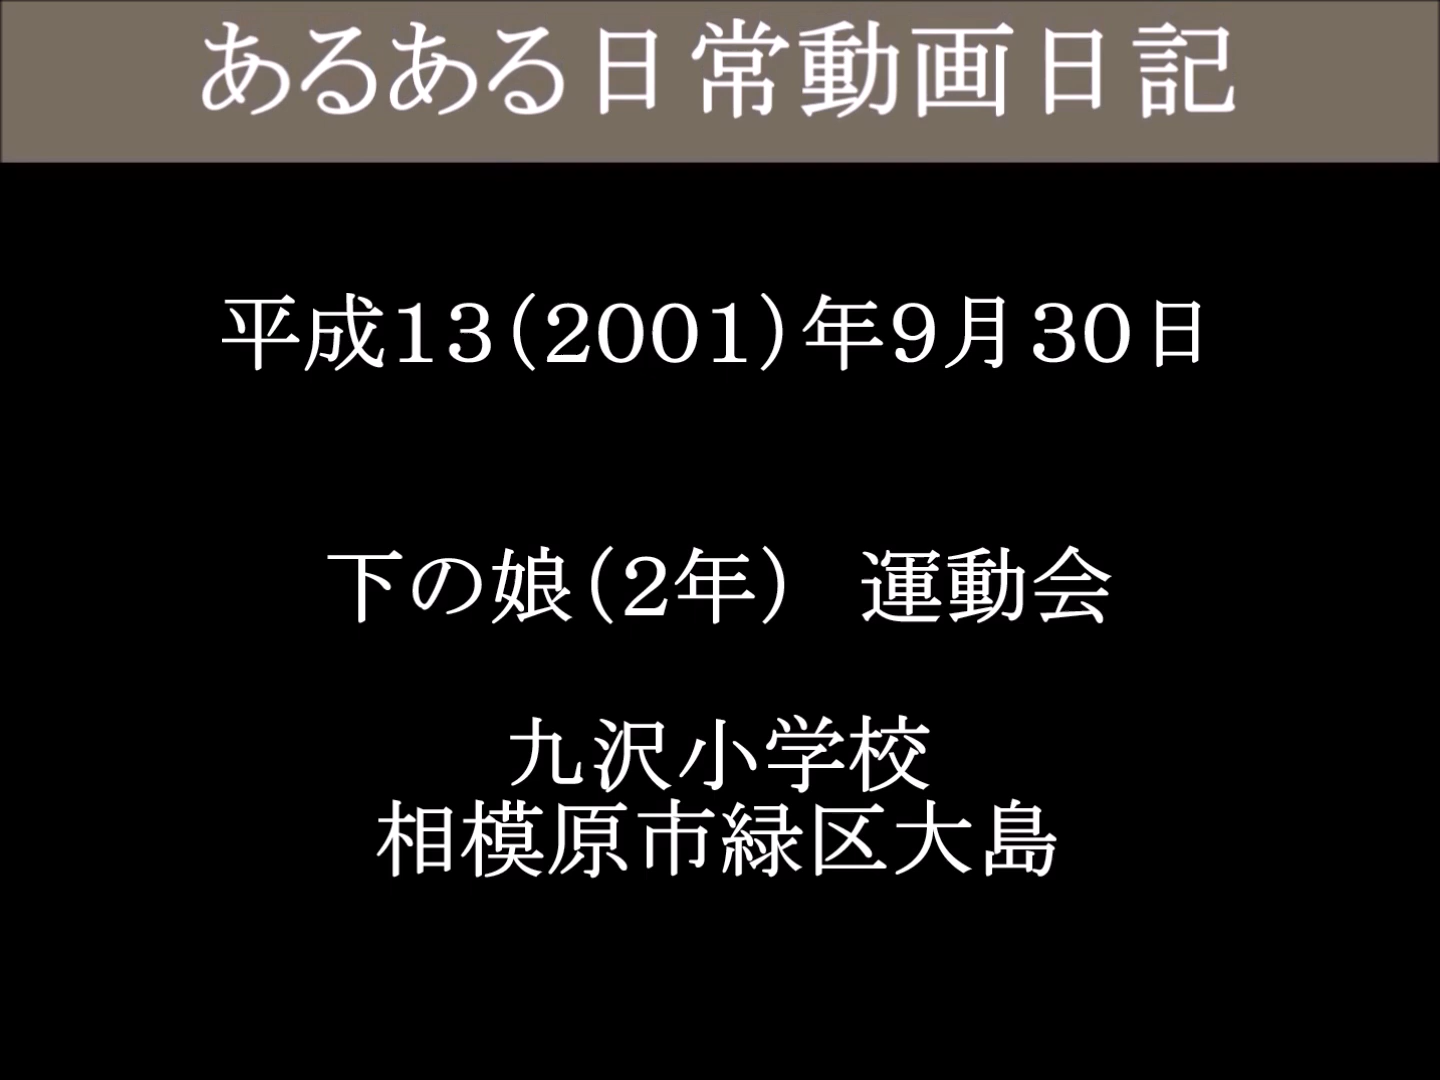 あるある日常動画日記
平成13(2001)年9月30日
下の娘(2年)　運動会
九沢小学校
相模原市緑区大島